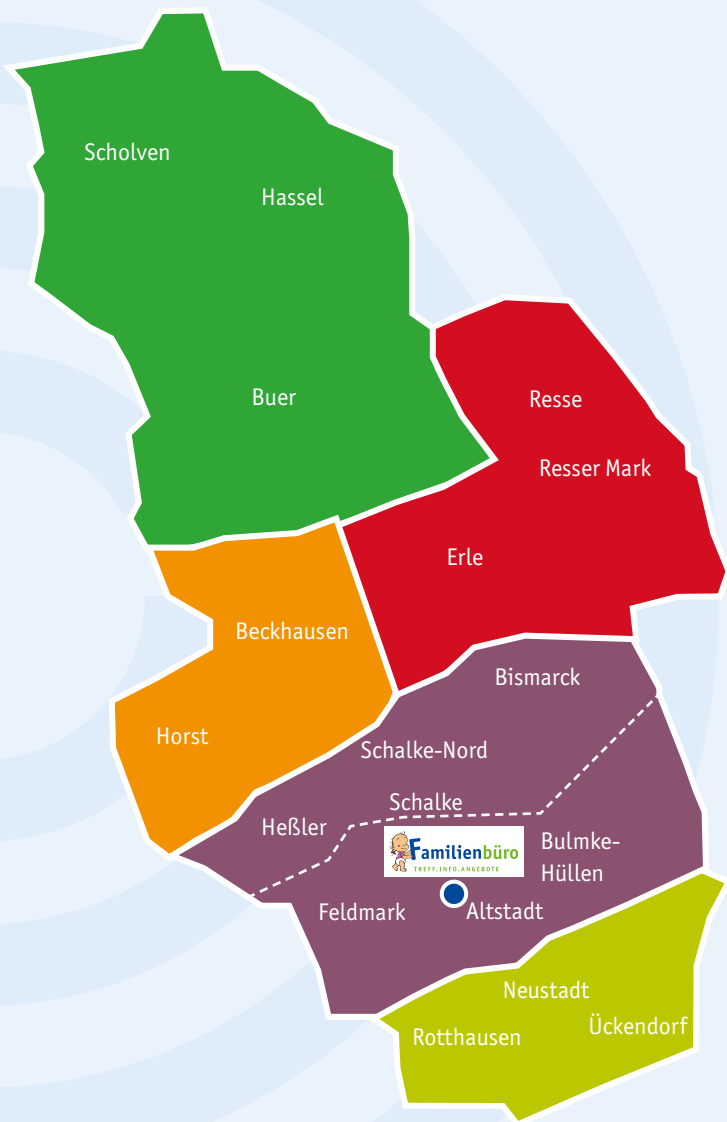 Scholven
Hassel
Buer
Resse
Resser Mark
Erle
Beckhausen
Bismarck
Horst
Schalke-Nord
Schalke
Heßler
Familienbüro
TREFF.INFO.ANGEBOTE
Bulmke-
Hüllen
Feldmark
Altstadt
Neustadt
Ückendorf
Rotthausen